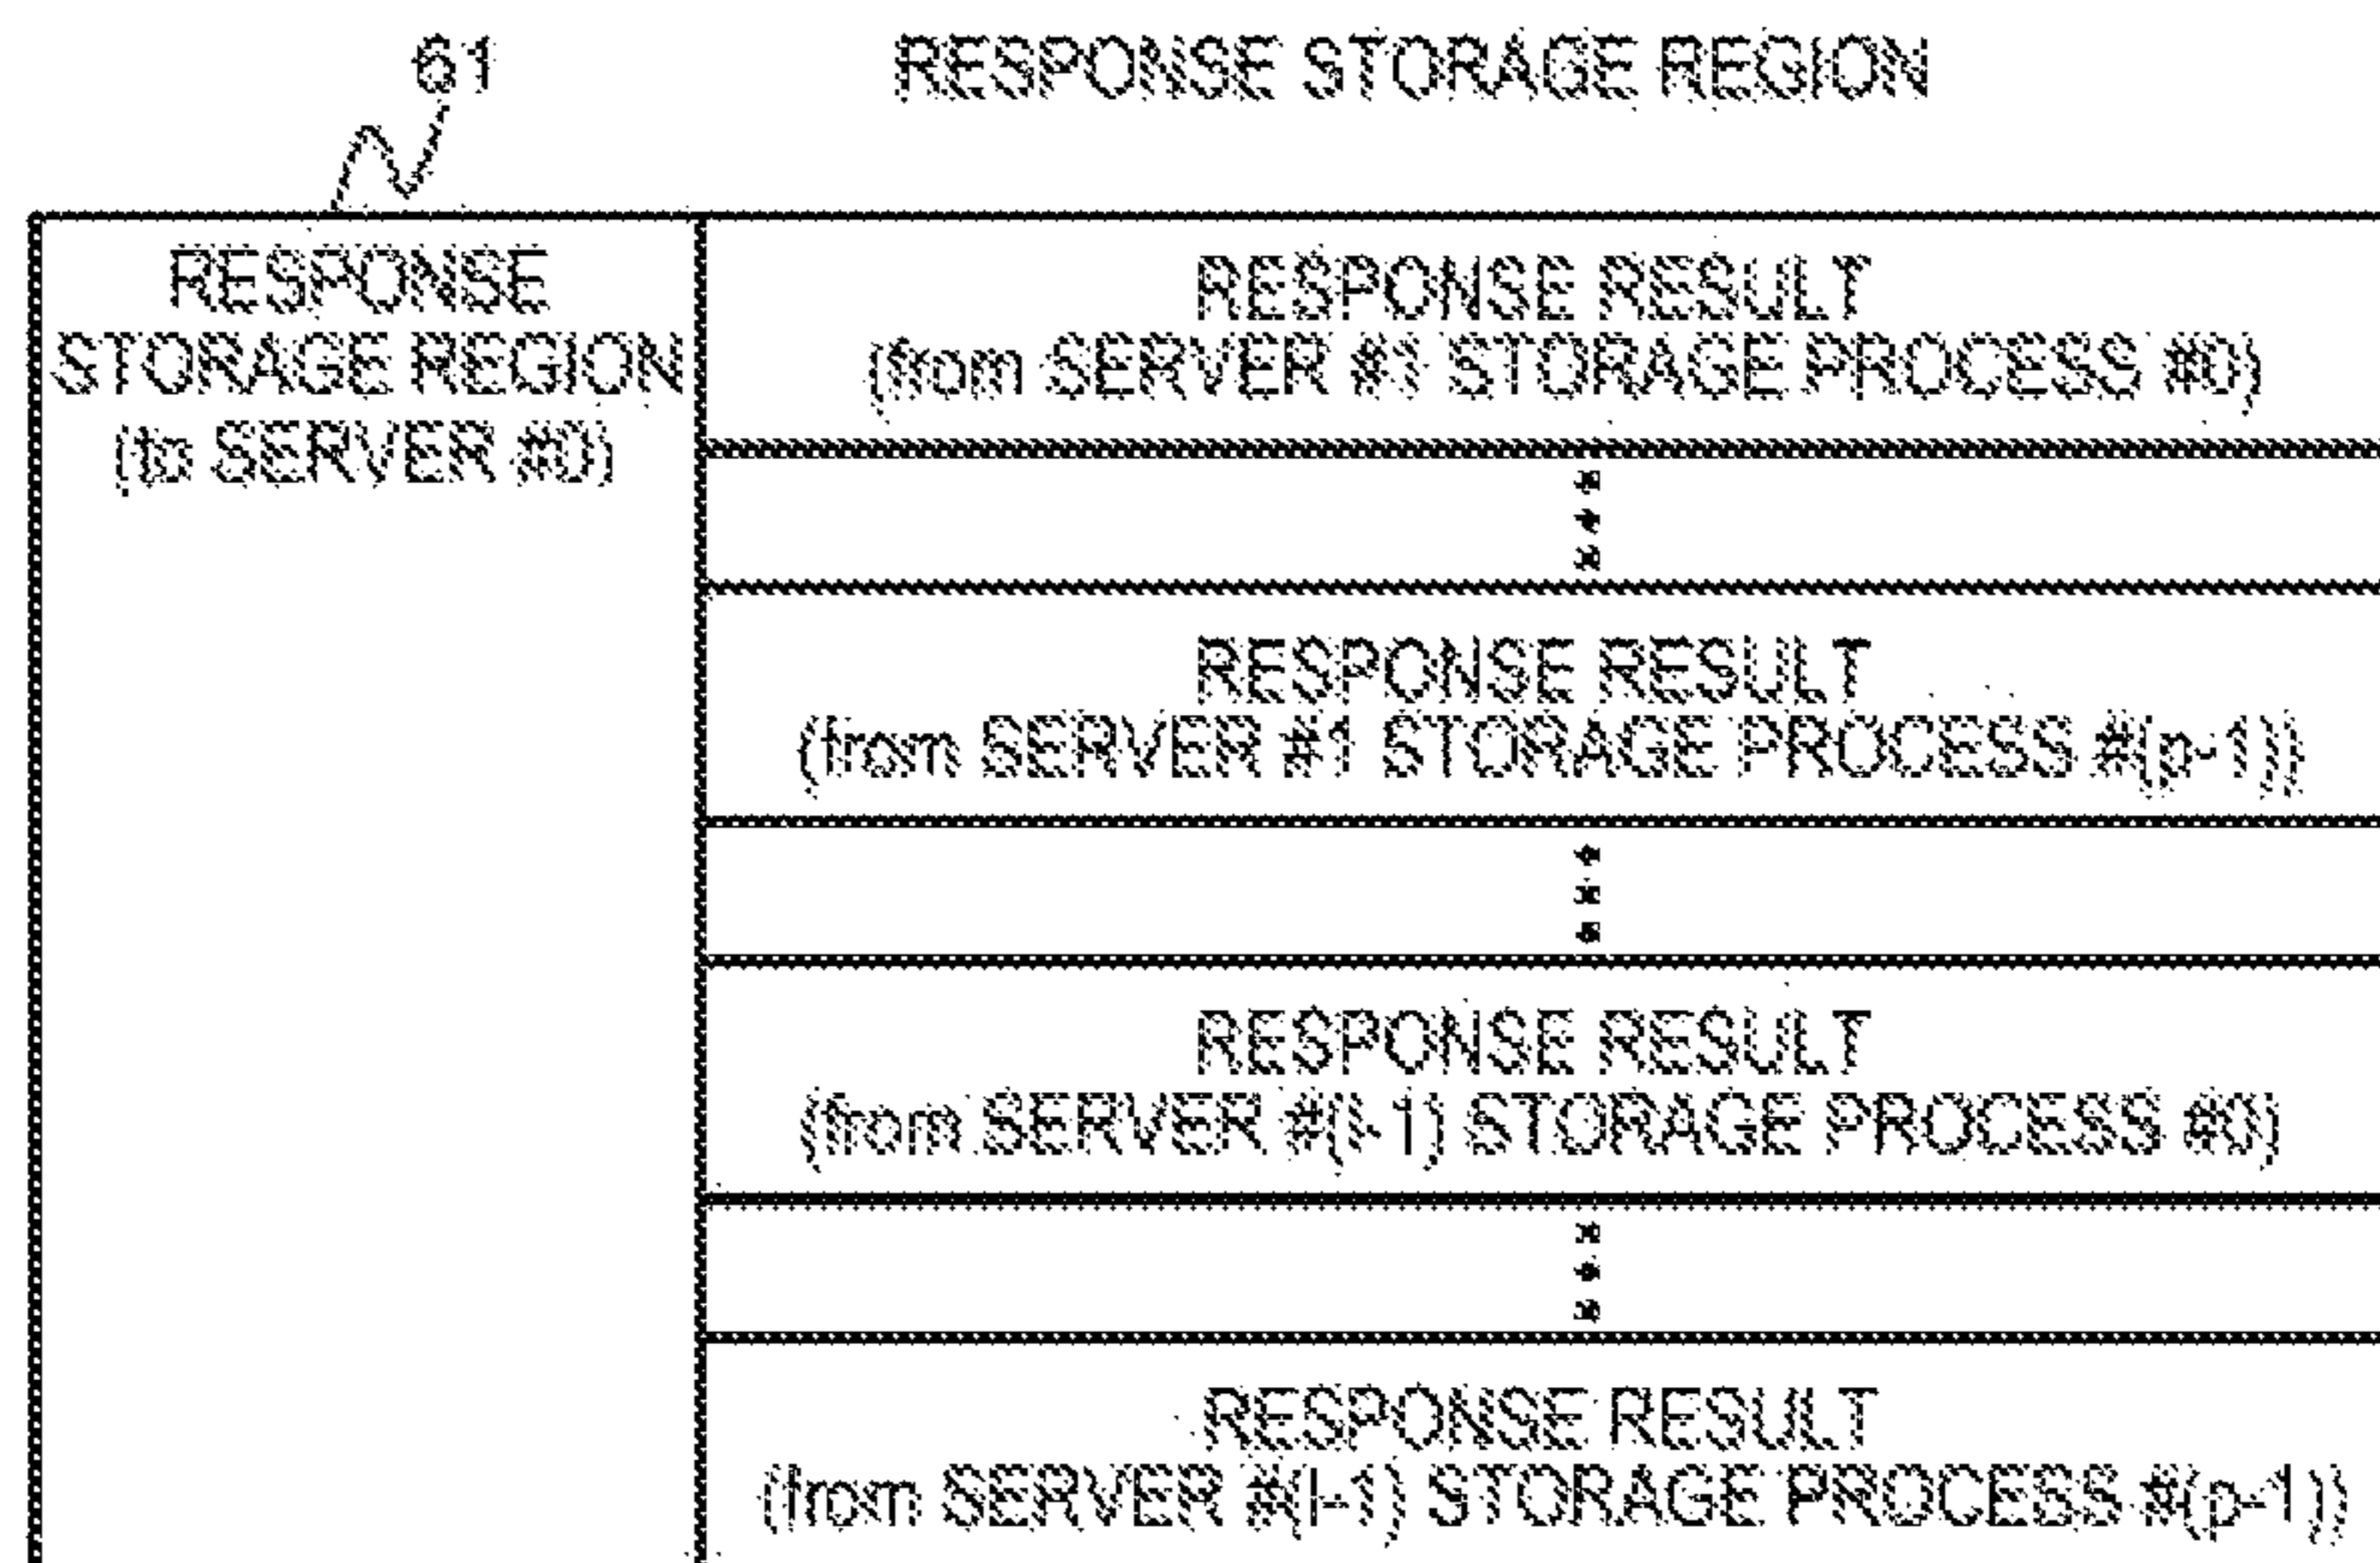 61
RESPONSE STORAGE REGION
RESPONSE
STORAGE REGION
(to SERVER #0)
RESPONSE RESULT
(from SERVER #1 STORAGE PROCESS #0)
RESPONSE RESULT
(from SERVER #1 STORAGE PROCESS #(p-1))
RESPONSE RESULT
(from SERVER #(l-1) STORAGE PROCESS #0)
RESPONSE RESULT
(from SERVER #(l-1) STORAGE PROCESS #(p-1))